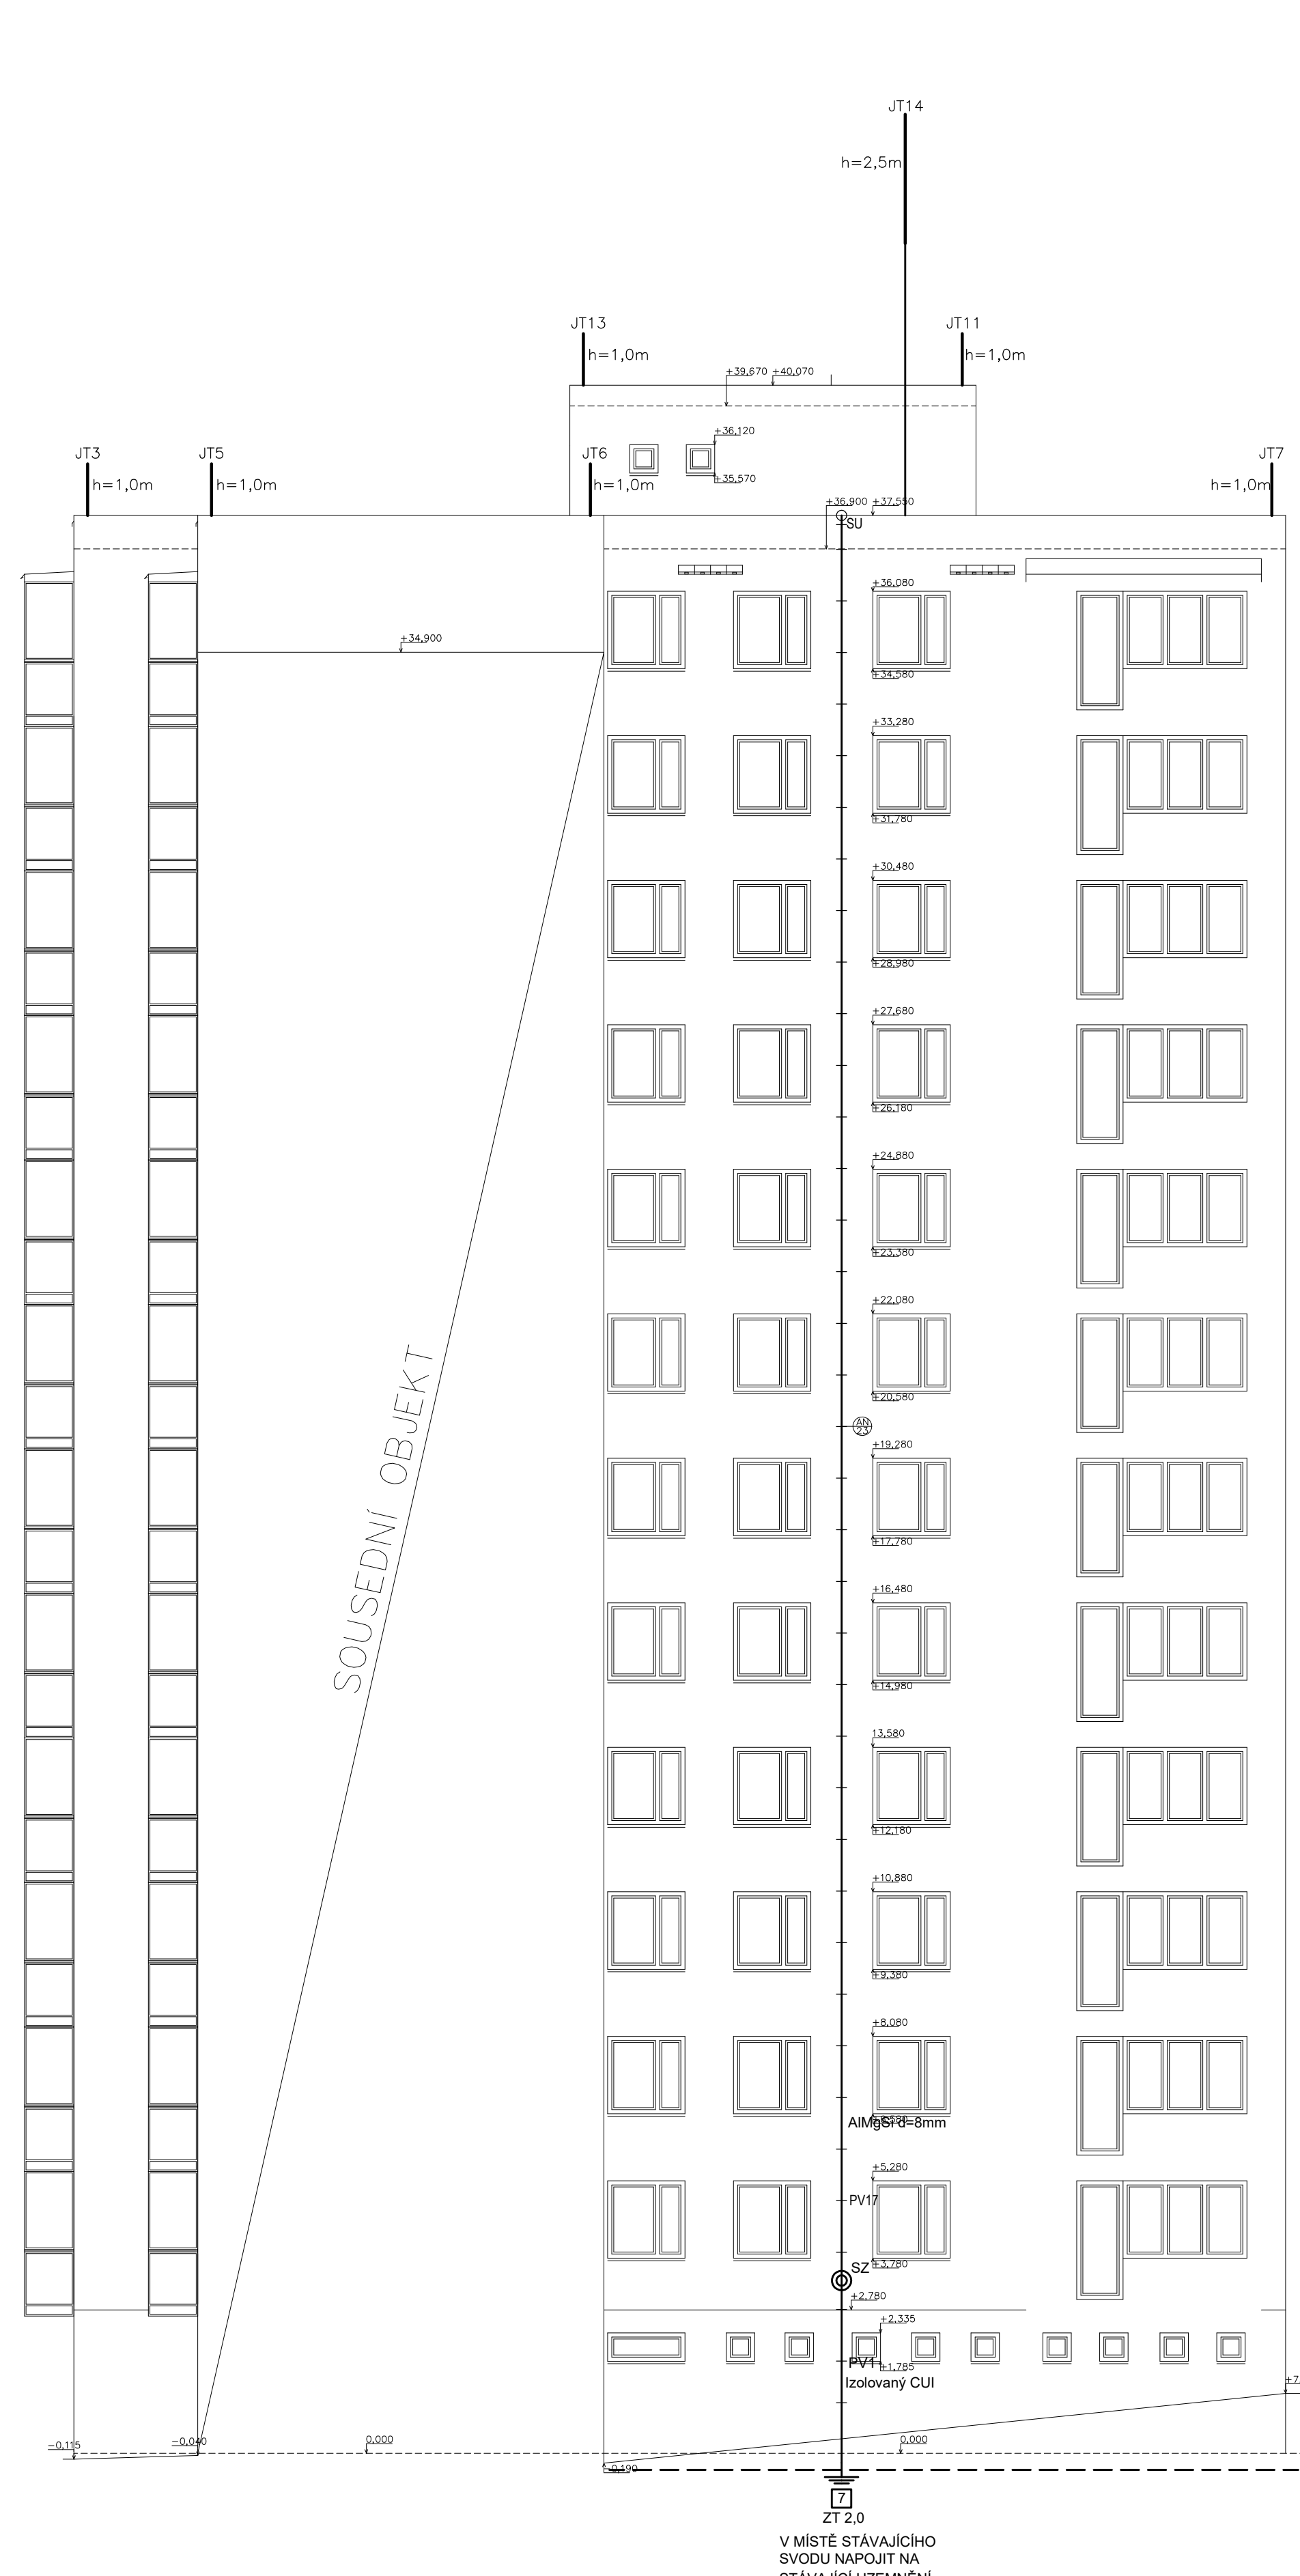 JT14
h=2,5m
JT13
JT11
h=1,0m
h=1,0m
+39,670
+40,070
+36,120
+35,570
JT3
JT5
JT6
JT7
h=1,0m
h=1,0m
h=1,0m
h=1,0m
+36,900
+37,550
SU
+36,080
+34,900
+34,580
+33,280
+31,780
+30,480
+28,980
+27,680
+26,180
+24,880
+23,380
+22,080
SOUSEDNÍ OBJEKT
+20,580
AN
23
+19,280
+17,780
+16,480
+14,980
13,580
+12,180
+10,880
+9,380
+8,080
AlMgSi d=8mm
+5,280
PV17
+3,780
SZ
+2,780
+2,335
PV1
+1,785
Izolovaný CUI
-0,115
-0,040
0,000
0,000
-0,190
7
ZT 2,0
V MÍSTĚ STÁVAJÍCÍHO
SVODU NAPOJIT NA
STÁVAJÍCÍ UZEMNĚNÍ